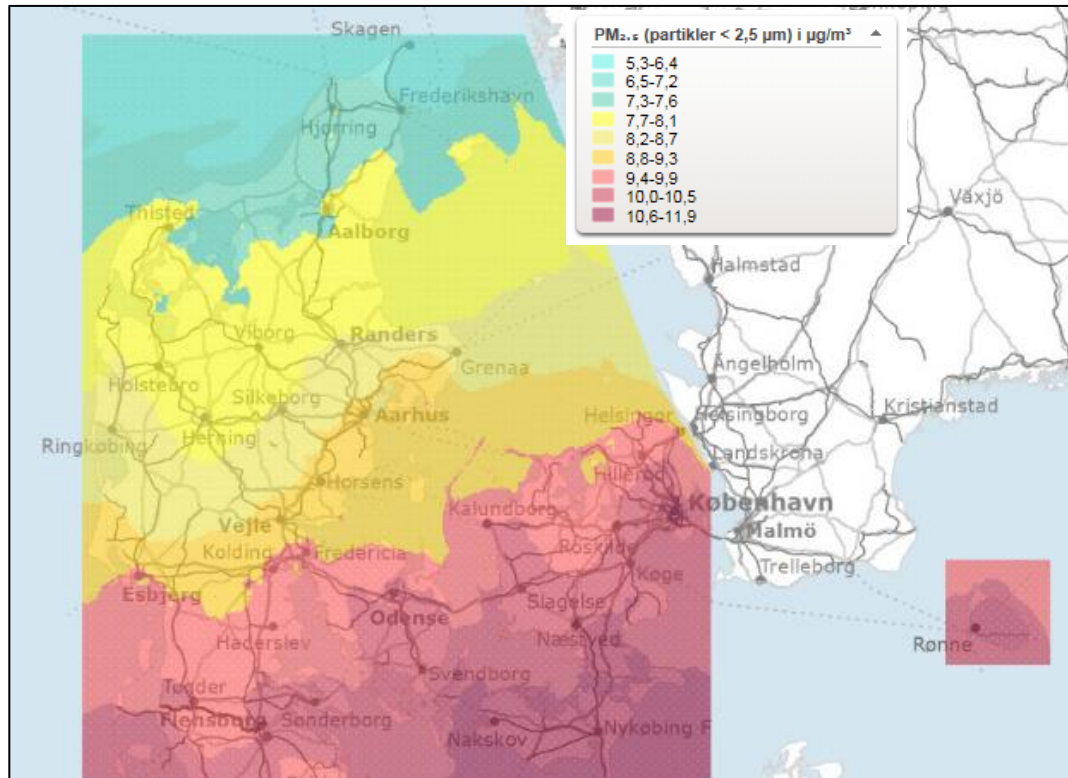 Skagen
PM₂.₅ (partikler < 2,5 µm) i µg/m³
5,3-6,4
6,5-7,2
7,3-7,6
7,7-8,1
8,2-8,7
8,8-9,3
9,4-9,9
10,0-10,5
10,6-11,9
Frederikshavn
Hjørring
Växjö
Thisted
Aalborg
Halmstad
Viborg
Randers
Grenaa
Ängelholm
Holstebro
Silkeborg
Aarhus
Kristianstad
Helsingør
Helsingborg
Ringkøbing
Herning
Landskrona
Hillerød
Horsens
København
Kalundborg
Vejle
Malmö
Roskilde
Kolding
Fredericia
Trelleborg
Køge
Esbjerg
Slagelse
Odense
Næstved
Haderslev
Rønne
Svendborg
Tønder
Flensburg
Sønderborg
Nykøbing F
Nakskov